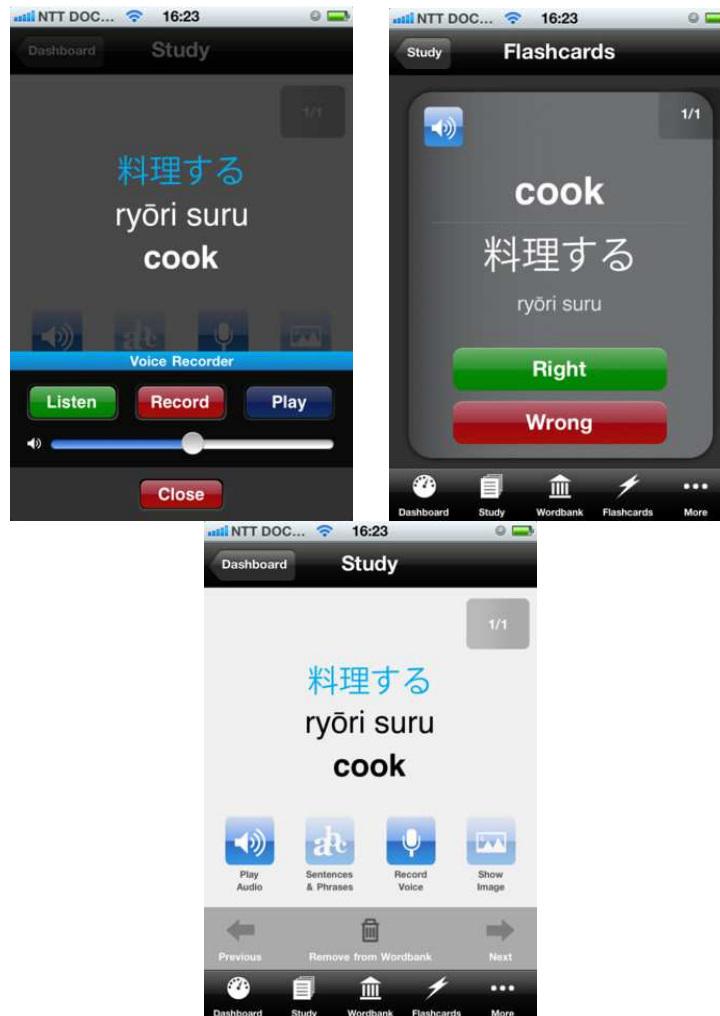 NTT DOC... 16:23
Dashboard Study
1/1
料理する
ryōri suru
cook
abc
Voice Recorder
Listen Record Play
Close
NTT DOC... 16:23
Study Flashcards
1/1
cook
料理する
ryōri suru
Right
Wrong
Dashboard Study Wordbank Flashcards More
NTT DOC... 16:23
Dashboard Study
1/1
料理する
ryōri suru
cook
abc
Play Audio Sentences & Phrases Record Voice Show Image
Previous Remove from Wordbank Next
Dashboard Study Wordbank Flashcards More